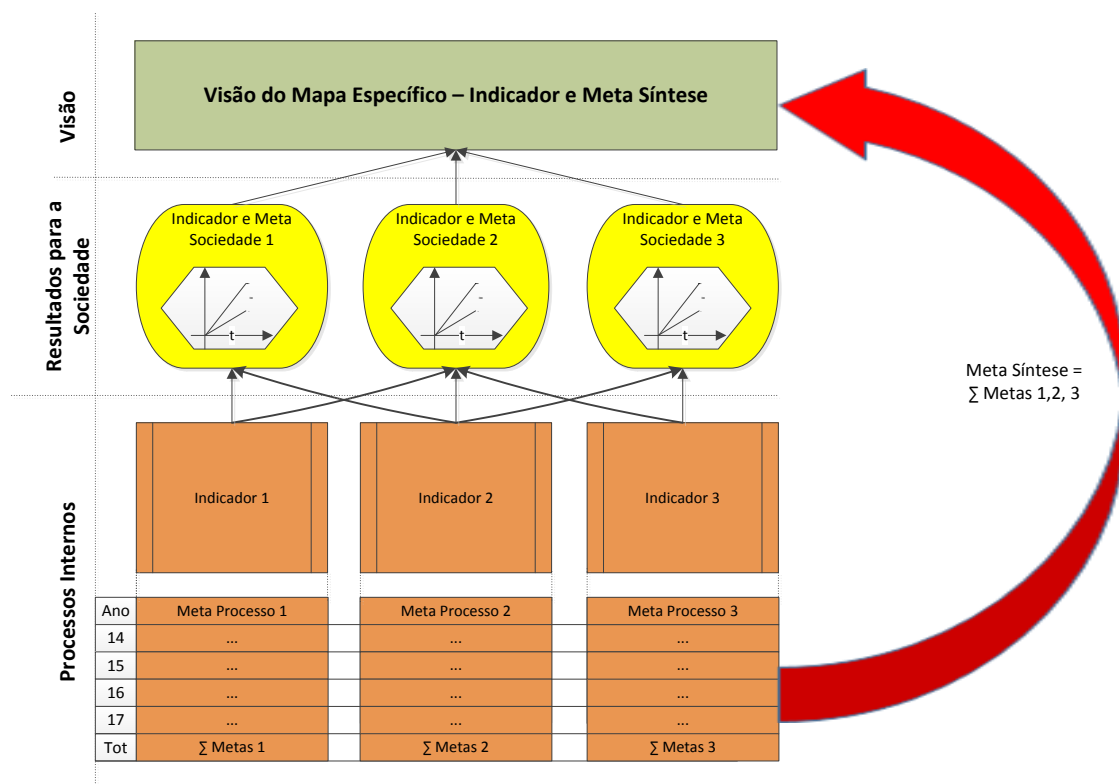 Visão
Visão do Mapa Específico – Indicador e Meta Síntese
Resultados para a
Sociedade
Indicador e Meta
Sociedade 1
t
Indicador e Meta
Sociedade 2
t
Indicador e Meta
Sociedade 3
t
Meta Síntese =
∑ Metas 1,2, 3
Processos Internos
Indicador 1
Indicador 2
Indicador 3
Ano Meta Processo 1 Meta Processo 2 Meta Processo 3
14 ... ... ...
15 ... ... ...
16 ... ... ...
17 ... ... ...
Tot ∑ Metas 1 ∑ Metas 2 ∑ Metas 3